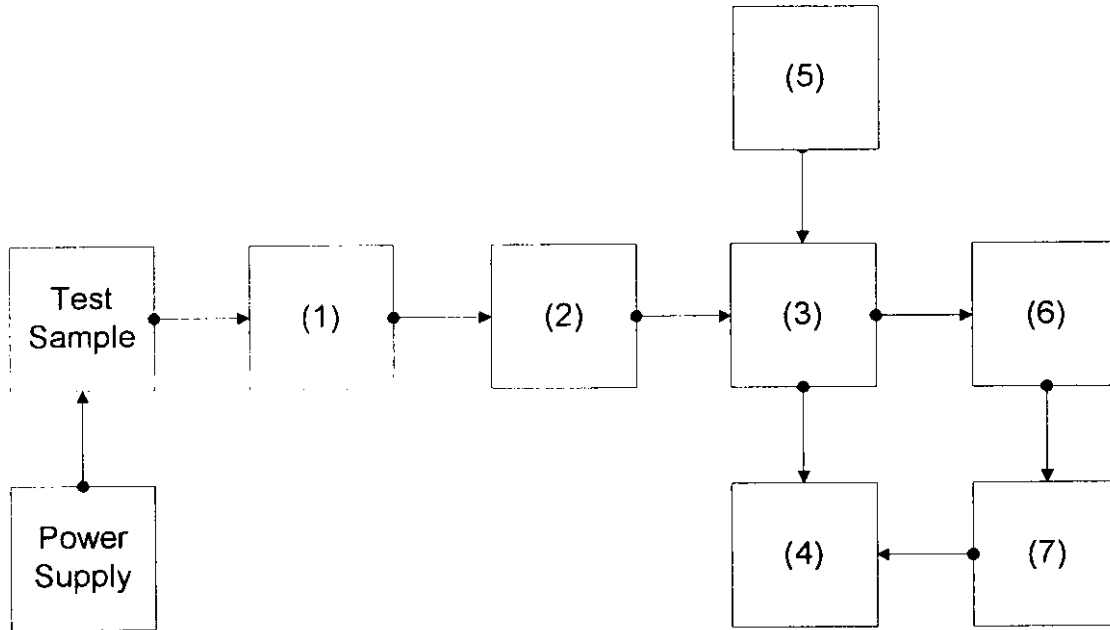 (5)
Test
Sample
(1)
(2)
(3)
(6)
Power
Supply
(4)
(7)